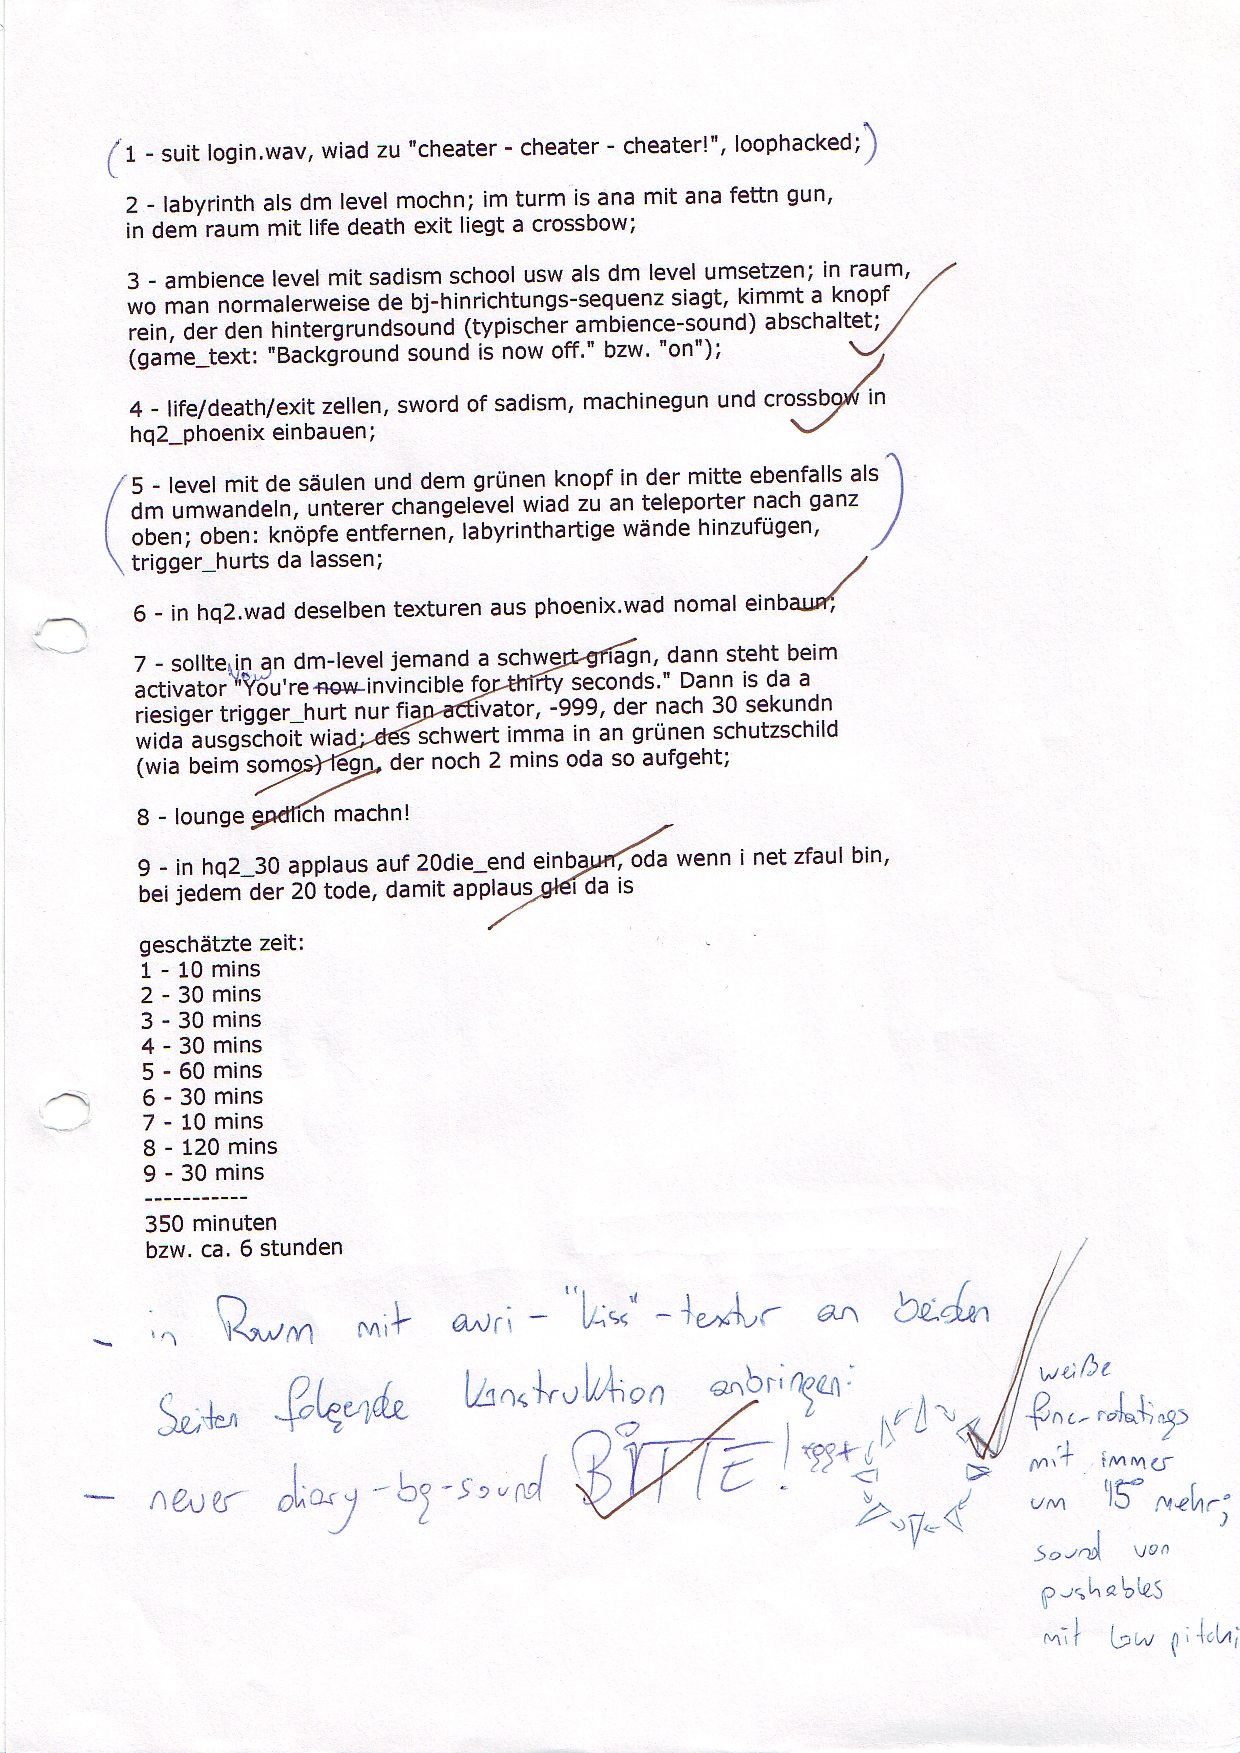 1 - suit login.wav, wiad zu "cheater - cheater - cheater!", loophacked;
2 - labyrinth als dm level mochn; im turm is ana mit ana fettn gun,
in dem raum mit life death exit liegt a crossbow;
3 - ambience level mit sadism school usw als dm level umsetzen; in raum,
wo man normalerweise de bj-hinrichtungs-sequenz siagt, kimmt a knopf
rein, der den hintergrundsound (typischer ambience-sound) abschaltet;
(game_text: "Background sound is now off." bzw. "on");
4 - life/death/exit zellen, sword of sadism, machinegun und crossbow in
hq2_phoenix einbauen;
5 - level mit de säulen und dem grünen knopf in der mitte ebenfalls als
dm umwandeln, unterer changelevel wiad zu an teleporter nach ganz
oben; oben: knöpfe entfernen, labyrinthartige wände hinzufügen,
trigger_hurts da lassen;
6 - in hq2.wad deselben texturen aus phoenix.wad nomal einbaun;
7 - sollte in an dm-level jemand a schwert griagn, dann steht beim
now
activator "You're now invincible for thirty seconds." Dann is da a
riesiger trigger_hurt nur fian activator, -999, der nach 30 sekundn
wida ausgschoit wiad; des schwert imma in an grünen schutzschild
(wia beim somos) legn, der noch 2 mins oda so aufgeht;
8 - lounge endlich machn!
9 - in hq2_30 applaus auf 20die_end einbaun, oda wenn i net zfaul bin,
bei jedem der 20 tode, damit applaus glei da is
geschätzte zeit:
1 - 10 mins
2 - 30 mins
3 - 30 mins
4 - 30 mins
5 - 60 mins
6 - 30 mins
7 - 10 mins
8 - 120 mins
9 - 30 mins
-----------
350 minuten
bzw. ca. 6 stunden
- in Raum mit avri - "kiss" - textur an beiden
Seiten folgende Konstruktion anbringen:
- neuer diary-bg-sound BITTE!
weiße
func-rotatings
mit immer
um 45° mehr;
sound von
pushables
mit low pitch;